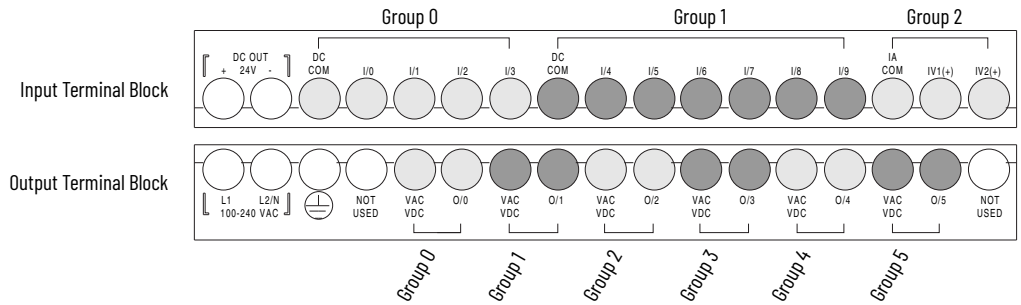 Group 0 Group 1 Group 2
Input Terminal Block
DC OUT
+ 24V -
DC COM I/0 I/1 I/2 I/3 DC COM I/4 I/5 I/6 I/7 I/8 I/9 IA COM IV1(+) IV2(+)
Output Terminal Block
L1 L2/N
100-240 VAC
NOT USED VAC VDC O/0 VAC VDC O/1 VAC VDC O/2 VAC VDC O/3 VAC VDC O/4 VAC VDC O/5 NOT USED
Group 0 Group 1 Group 2 Group 3 Group 4 Group 5